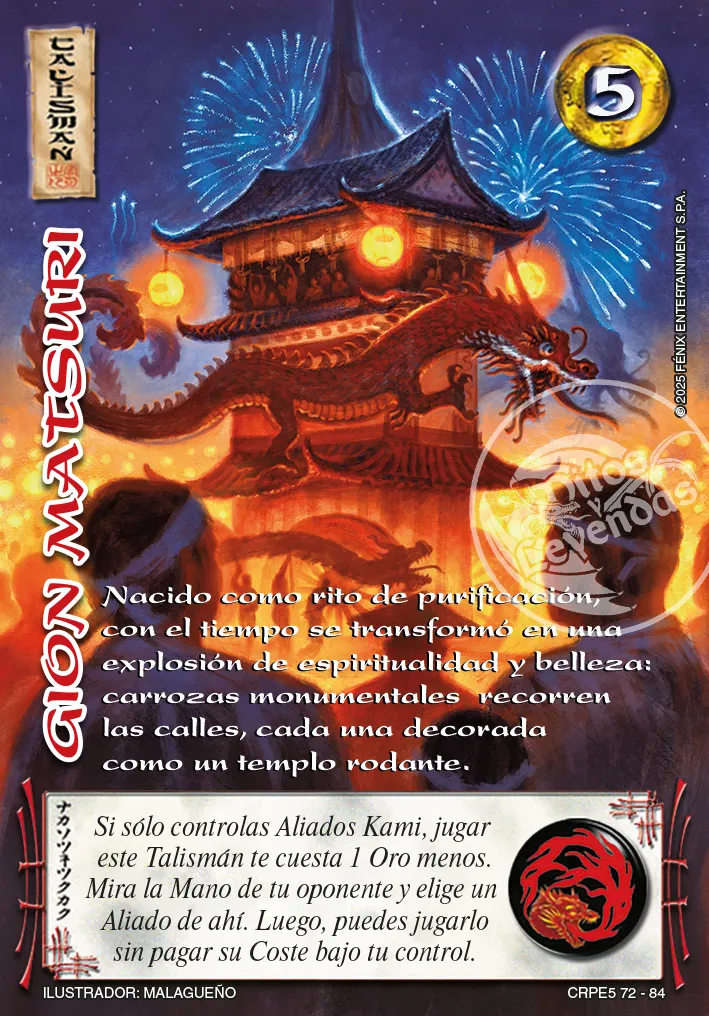 TALISMAN
5
GION MATSURI
© 2025 FÉNIX ENTERTAINMENT S.P.A.
Mitos
y
Leyendas
Nacido como rito de purificación,
con el tiempo se transformó en una
explosión de espiritualidad y belleza:
carrozas monumentales recorren
las calles, cada una decorada
como un templo rodante.
ナカソツネツクカク
Si sólo controlas Aliados Kami, jugar
este Talismán te cuesta 1 Oro menos.
Mira la Mano de tu oponente y elige un
Aliado de ahí. Luego, puedes jugarlo
sin pagar su Coste bajo tu control.
ILUSTRADOR: MALAGUEÑO
CRPE5 72 - 84